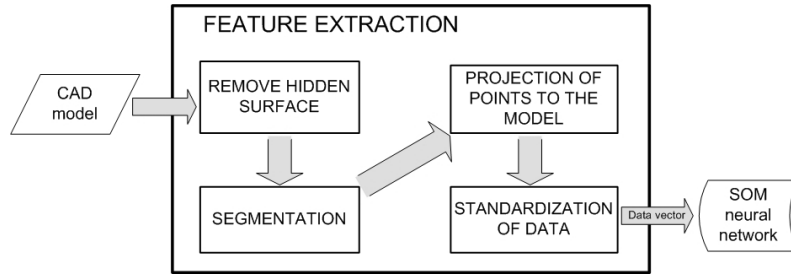 FEATURE EXTRACTION
CAD
model
REMOVE HIDDEN
SURFACE
SEGMENTATION
PROJECTION OF
POINTS TO THE
MODEL
STANDARDIZATION
OF DATA
Data vector
SOM
neural
network